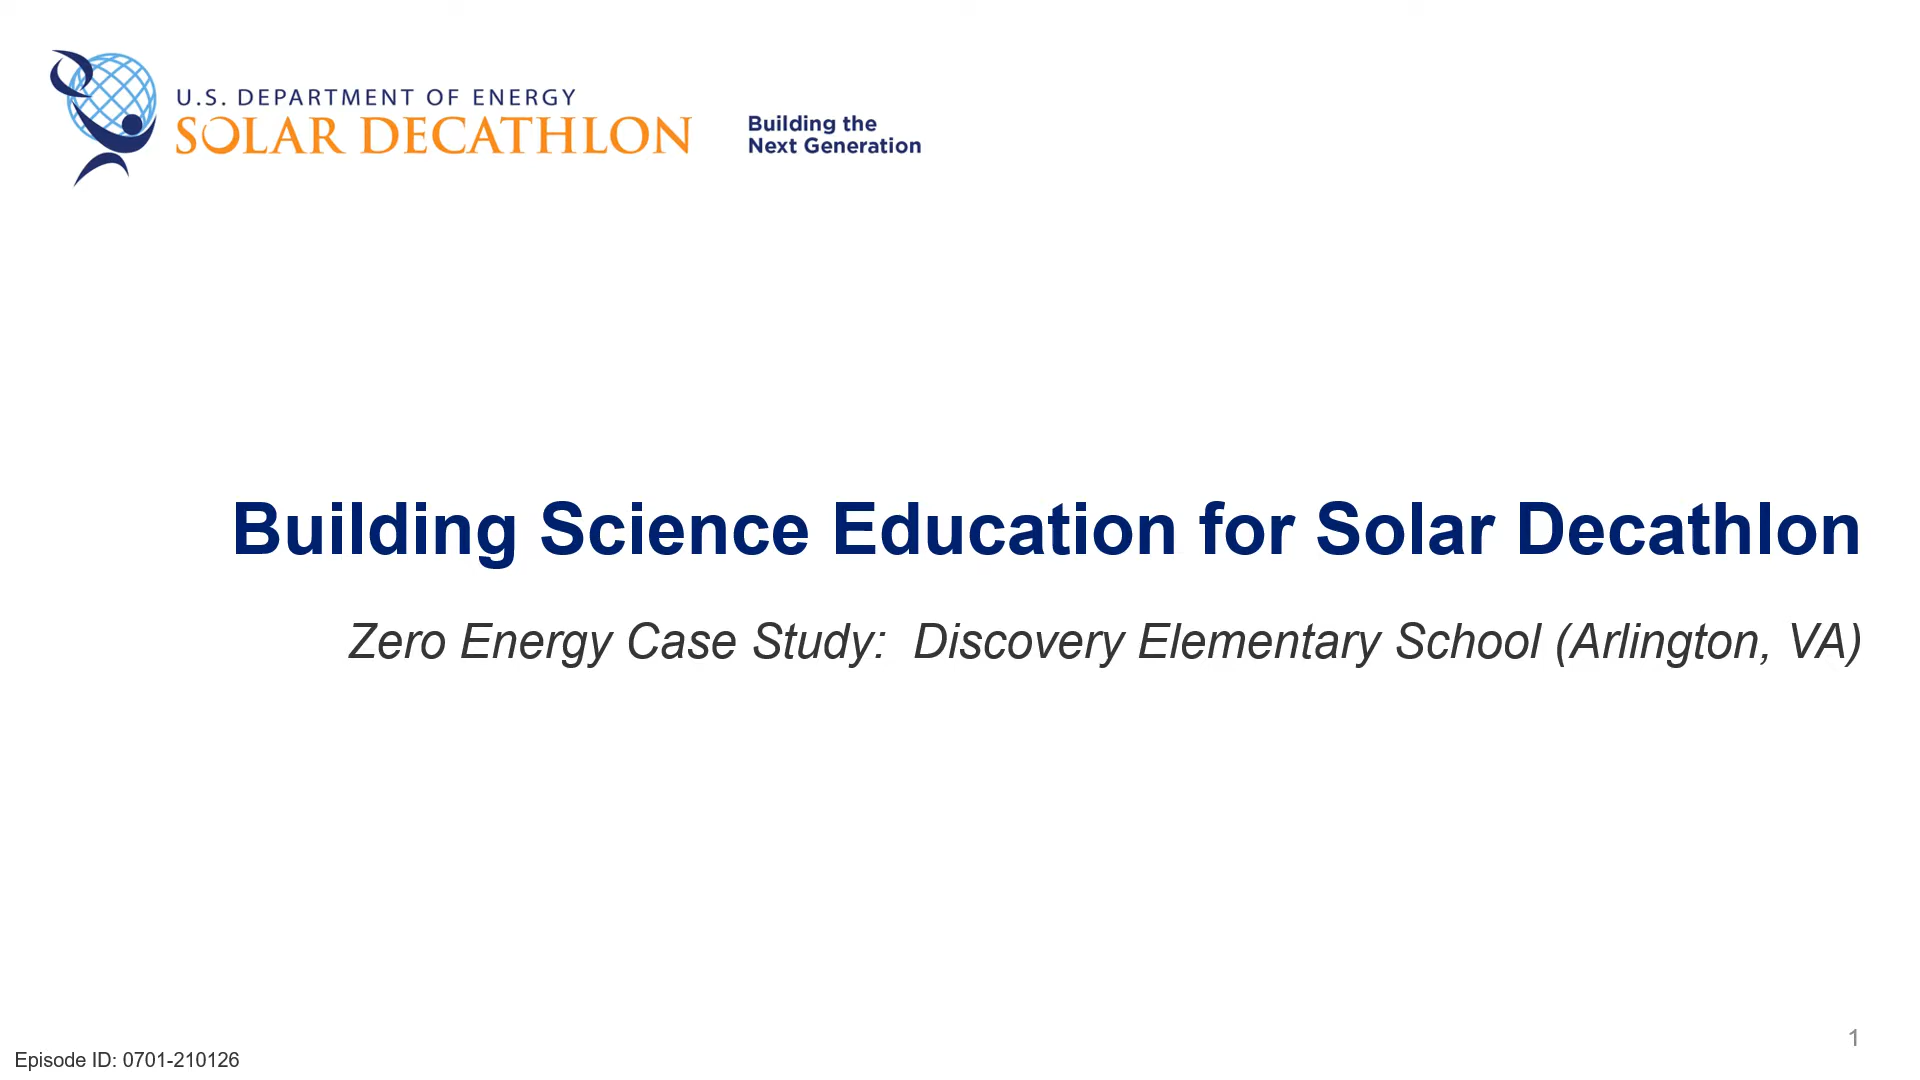 U.S. DEPARTMENT OF ENERGY
SOLAR DECATHLON
Building the
Next Generation
Building Science Education for Solar Decathlon
Zero Energy Case Study:  Discovery Elementary School (Arlington, VA)
1
Episode ID: 0701-210126